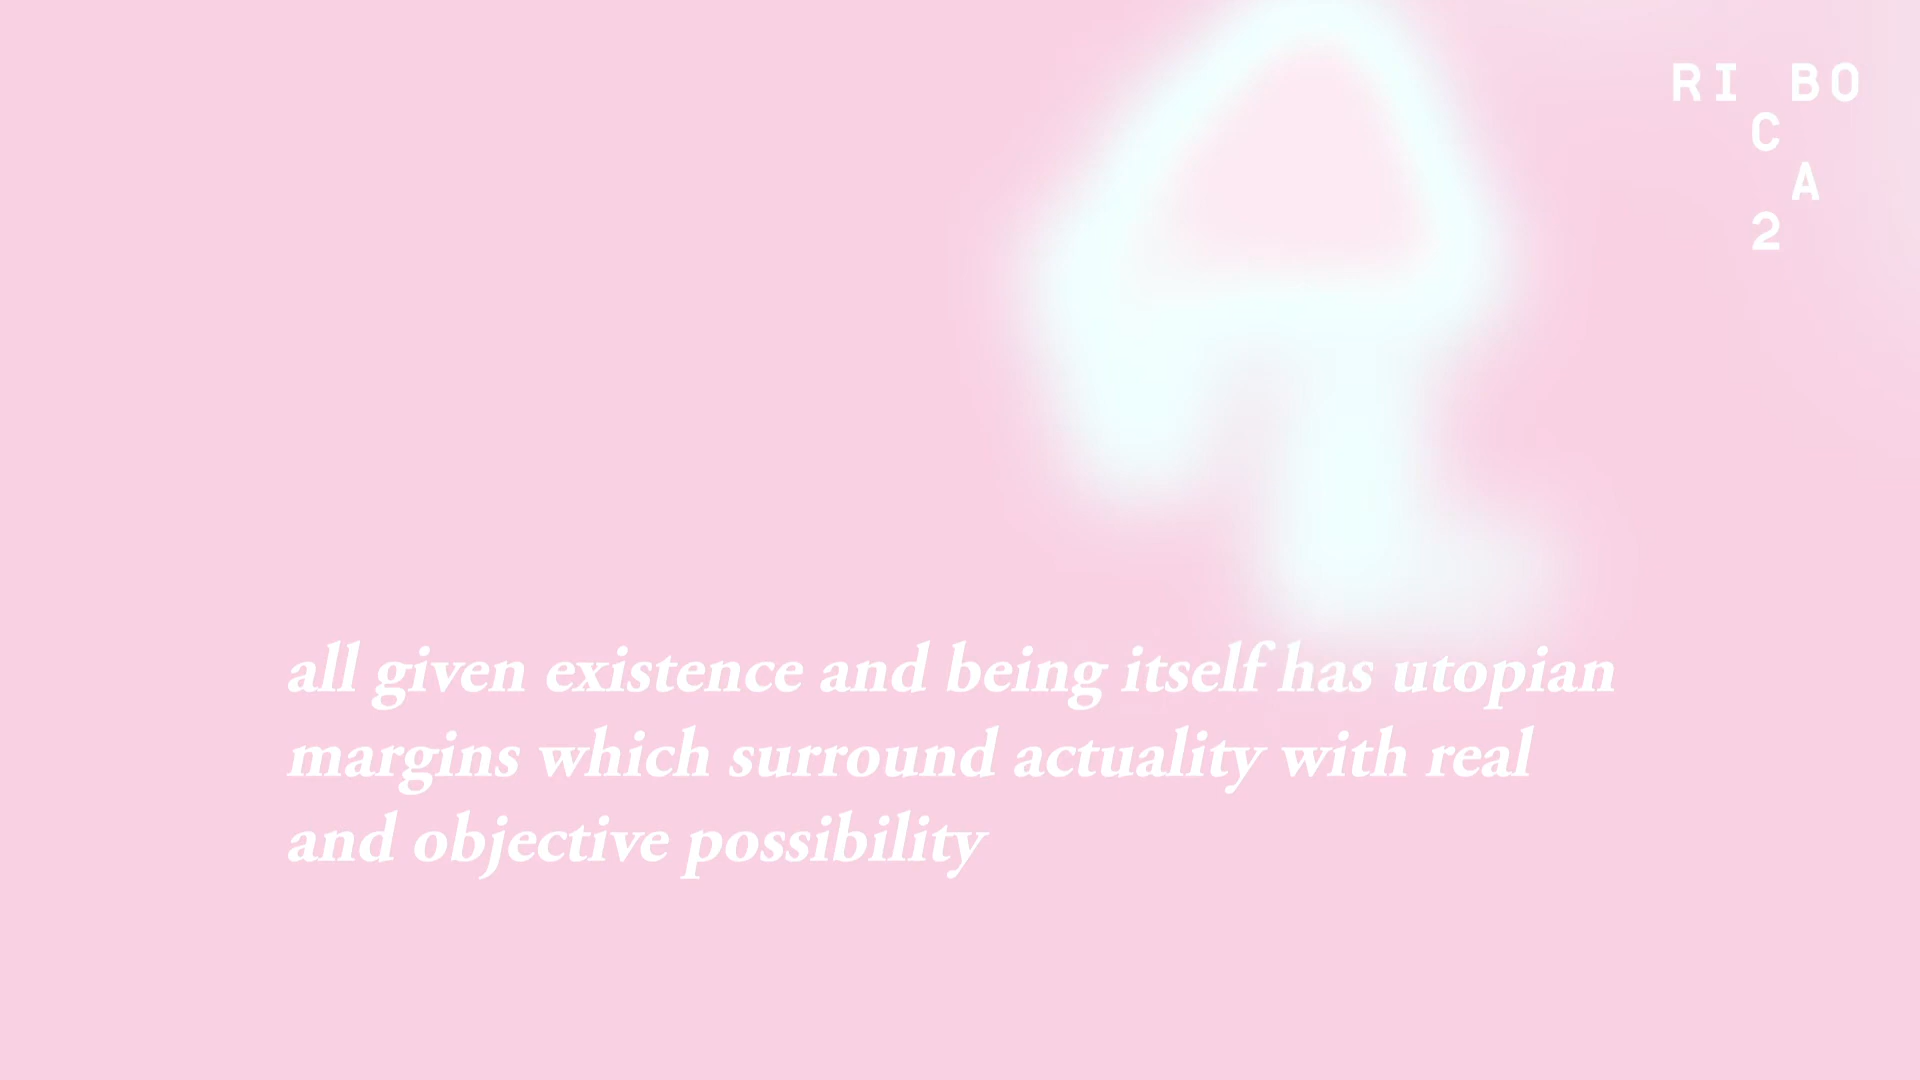 RI BO
C
A
2
all given existence and being itself has utopian
margins which surround actuality with real
and objective possibility